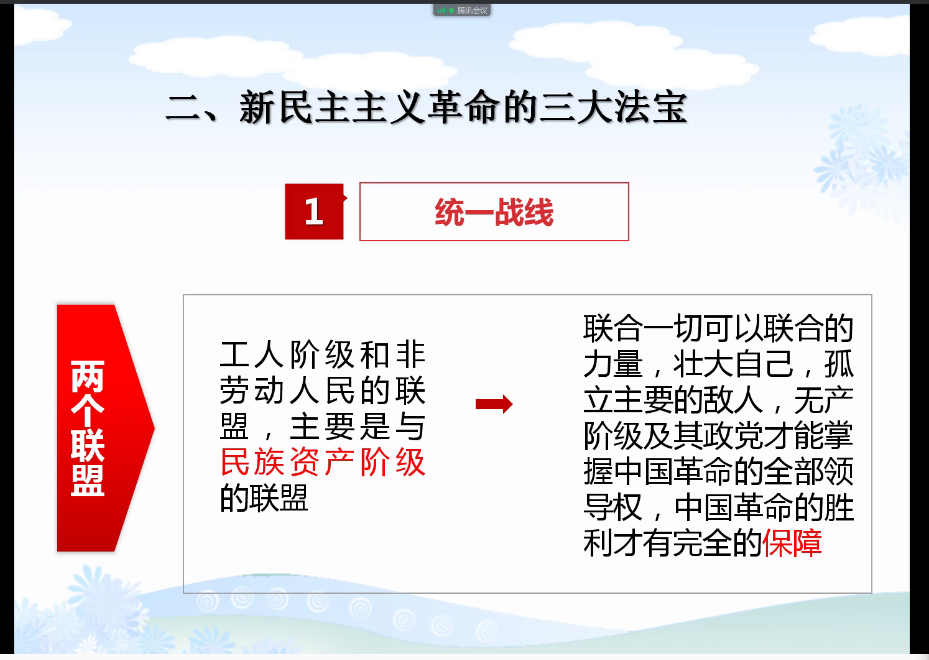 腾讯会议
二、新民主主义革命的三大法宝
1
统一战线
两个联盟
工人阶级和非
劳动人民的联
盟，主要是与
民族资产阶级
的联盟
联合一切可以联合的
力量，壮大自己，孤
立主要的敌人，无产
阶级及其政党才能掌
握中国革命的全部领
导权，中国革命的胜
利才有完全的保障